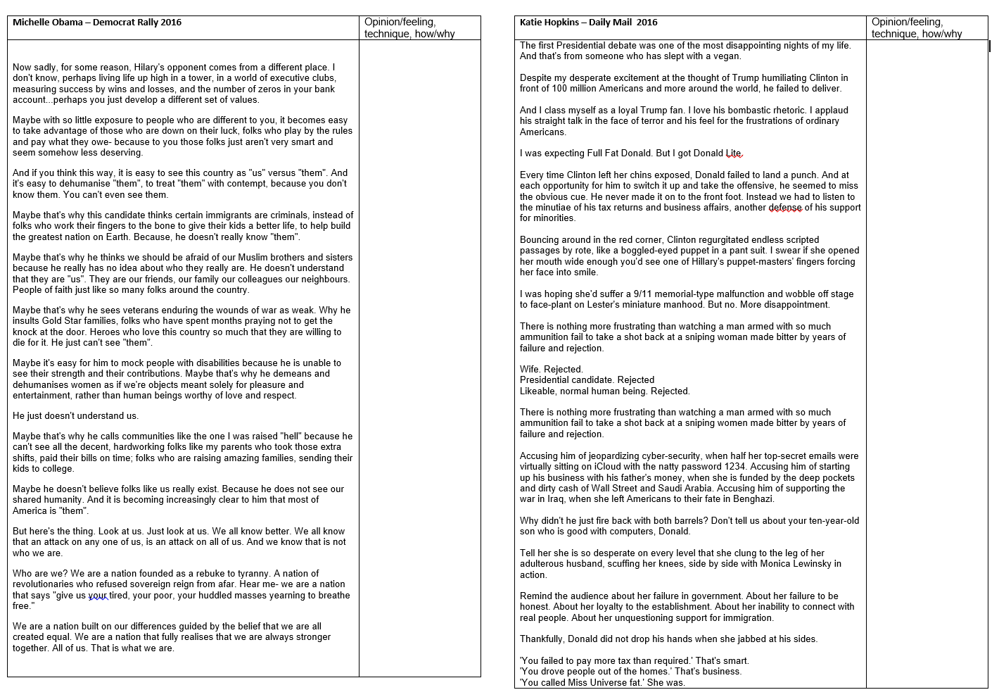 Michelle Obama – Democrat Rally 2016
Opinion/feeling,
technique, how/why
Now sadly, for some reason, Hilary's opponent comes from a different place. I
don't know, perhaps living life up high in a tower, in a world of executive clubs,
measuring success by wins and losses, and the number of zeros in your bank
account...perhaps you just develop a different set of values.
Maybe with so little exposure to people who are different to you, it becomes easy
to take advantage of those who are down on their luck, folks who play by the rules
and pay what they owe- because to you those folks just aren't very smart and
seem somehow less deserving.
And if you think this way, it is easy to see this country as "us" versus "them". And
it's easy to dehumanise "them", to treat "them" with contempt, because you don't
know them. You can't even see them.
Maybe that's why this candidate thinks certain immigrants are criminals, instead of
folks who work their fingers to the bone to give their kids a better life, to help build
the greatest nation on Earth. Because, he doesn't really know "them".
Maybe that's why he thinks we should be afraid of our Muslim brothers and sisters
because he really has no idea about who they really are. He doesn't understand
that they are "us". They are our friends, our family our colleagues our neighbours.
People of faith just like so many folks around the country.
Maybe that's why he sees veterans enduring the wounds of war as weak. Why he
insults Gold Star families, folks who have spent months praying not to get the
knock at the door. Heroes who love this country so much that they are willing to
die for it. He just can't see "them".
Maybe it's easy for him to mock people with disabilities because he is unable to
see their strength and their contributions. Maybe that's why he demeans and
dehumanises women as if we're objects meant solely for pleasure and
entertainment, rather than human beings worthy of love and respect.
He just doesn't understand us.
Maybe that's why he calls communities like the one I was raised "hell" because he
can't see all the decent, hardworking folks like my parents who took those extra
shifts, paid their bills on time; folks who are raising amazing families, sending their
kids to college.
Maybe he doesn't believe folks like us really exist. Because he does not see our
shared humanity. And it is becoming increasingly clear to him that most of
America is "them".
But here's the thing. Look at us. Just look at us. We all know better. We all know
that an attack on any one of us, is an attack on all of us. And we know that is not
who we are.
Who are we? We are a nation founded as a rebuke to tyranny. A nation of
revolutionaries who refused sovereign reign from afar. Hear me- we are a nation
that says "give us your tired, your poor, your huddled masses yearning to breathe
free."
We are a nation built on our differences guided by the belief that we are all
created equal. We are a nation that fully realises that we are always stronger
together. All of us. That is what we are.
Katie Hopkins – Daily Mail 2016
Opinion/feeling,
technique, how/why
The first Presidential debate was one of the most disappointing nights of my life.
And that's from someone who has slept with a vegan.
Despite my desperate excitement at the thought of Trump humiliating Clinton in
front of 100 million Americans and more around the world, he failed to deliver.
And I class myself as a loyal Trump fan. I love his bombastic rhetoric. I applaud
his straight talk in the face of terror and his feel for the frustrations of ordinary
Americans.
I was expecting Full Fat Donald. But I got Donald Lite.
Every time Clinton left her chins exposed, Donald failed to land a punch. And at
each opportunity for him to switch it up and take the offensive, he seemed to miss
the obvious cue. He never made it on to the front foot. Instead we had to listen to
the minutiae of his tax returns and business affairs, another defense of his support
for minorities.
Bouncing around in the red corner, Clinton regurgitated endless scripted
passages by rote, like a boggled-eyed puppet in a pant suit. I swear if she opened
her mouth wide enough you'd see one of Hillary's puppet-masters' fingers forcing
her face into smile.
I was hoping she'd suffer a 9/11 memorial-type malfunction and wobble off stage
to face-plant on Lester's miniature manhood. But no. More disappointment.
There is nothing more frustrating than watching a man armed with so much
ammunition fail to take a shot back at a sniping woman made bitter by years of
failure and rejection.
Wife. Rejected.
Presidential candidate. Rejected
Likeable, normal human being. Rejected.
There is nothing more frustrating than watching a man armed with so much
ammunition fail to take a shot back at a sniping women made bitter by years of
failure and rejection.
Accusing him of jeopardizing cyber-security, when half her top-secret emails were
virtually sitting on iCloud with the natty password 1234. Accusing him of starting
up his business with his father's money, when she is funded by the deep pockets
and dirty cash of Wall Street and Saudi Arabia. Accusing him of supporting the
war in Iraq, when she left Americans to their fate in Benghazi.
Why didn't he just fire back with both barrels? Don't tell us about your ten-year-old
son who is good with computers, Donald.
Tell her she is so desperate on every level that she clung to the leg of her
adulterous husband, scuffing her knees, side by side with Monica Lewinsky in
action.
Remind the audience about her failure in government. About her failure to be
honest. About her loyalty to the establishment. About her inability to connect with
real people. About her unquestioning support for immigration.
Thankfully, Donald did not drop his hands when she jabbed at his sides.
'You failed to pay more tax than required.' That's smart.
'You drove people out of the homes.' That's business.
'You called Miss Universe fat.' She was.